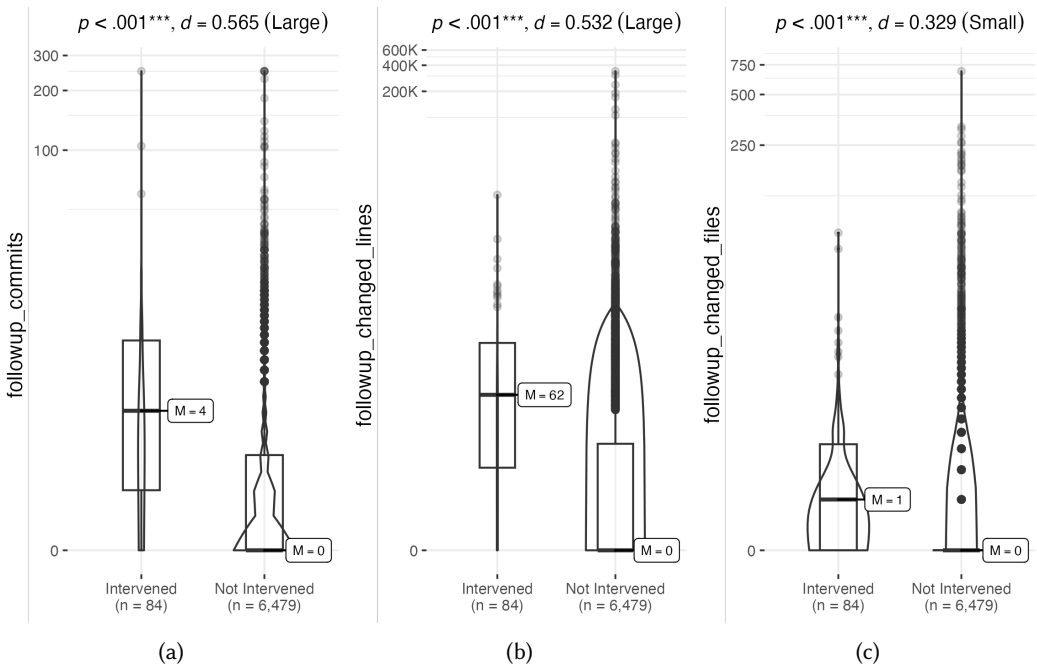 p < .001***, d = 0.565 (Large)
followup_commits
300
200
100
0
M = 4
M = 0
Intervened
(n = 84)
Not Intervened
(n = 6,479)
(a)
p < .001***, d = 0.532 (Large)
followup_changed_lines
600K
400K
200K
0
M = 62
M = 0
Intervened
(n = 84)
Not Intervened
(n = 6,479)
(b)
p < .001***, d = 0.329 (Small)
followup_changed_files
750
500
250
0
M = 1
M = 0
Intervened
(n = 84)
Not Intervened
(n = 6,479)
(c)